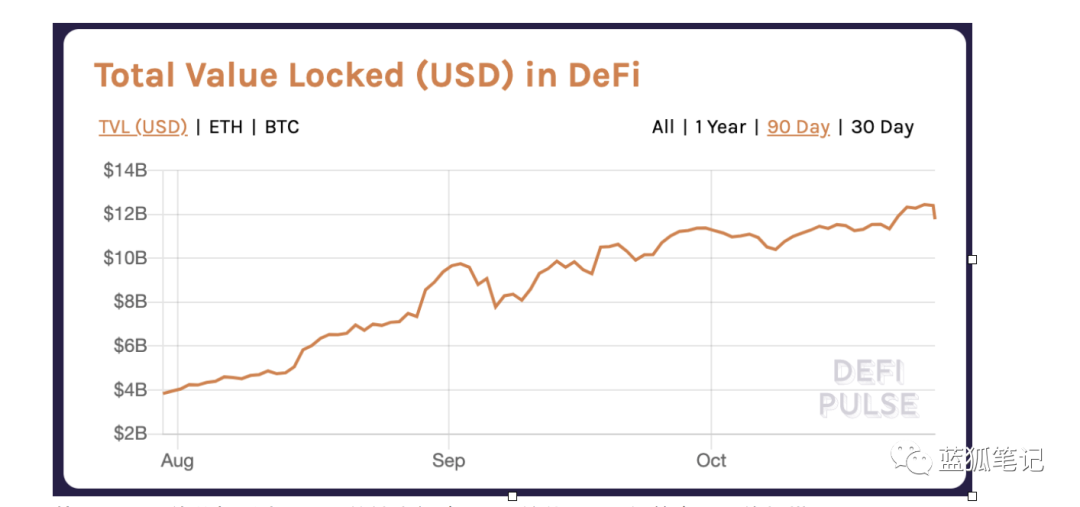 Total Value Locked (USD) in DeFi
TVL (USD) | ETH | BTC
All | 1 Year | 90 Day | 30 Day
$14B
$12B
$10B
$8B
$6B
$4B
$2B
DEFI
PULSE
Aug
Sep
Oct
蓝狐笔记